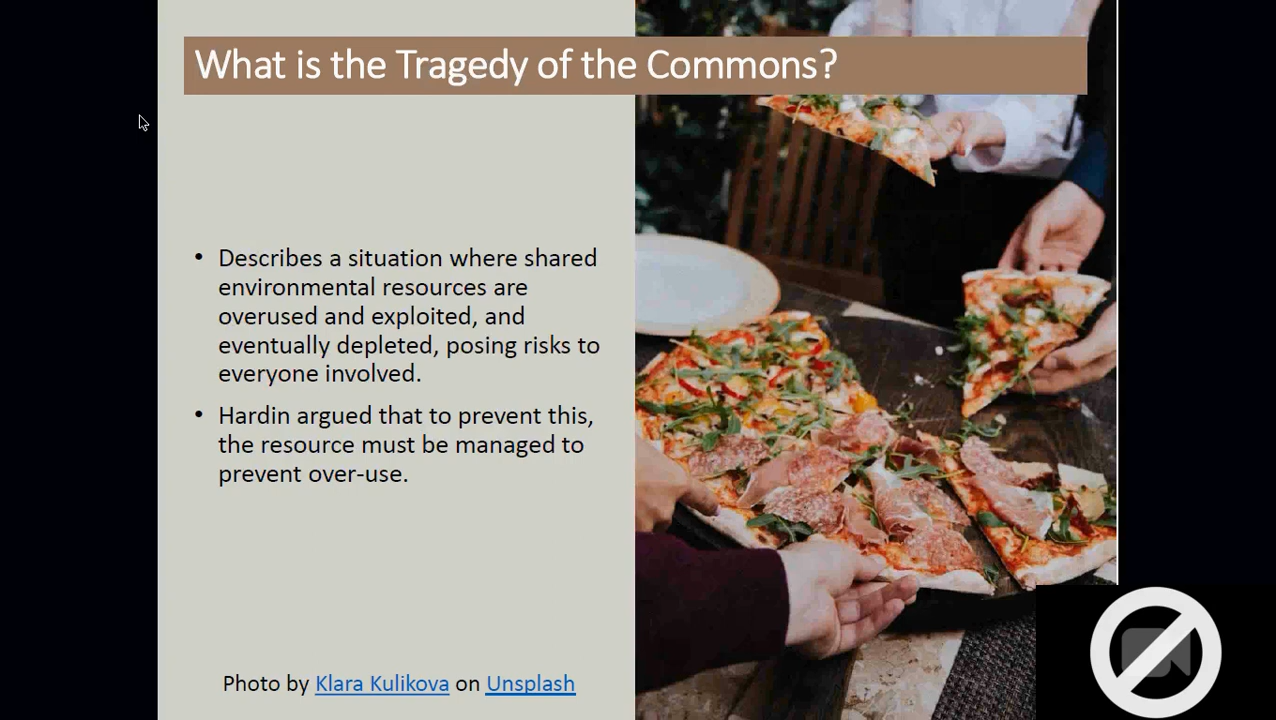 What is the Tragedy of the Commons?
• Describes a situation where shared
environmental resources are
overused and exploited, and
eventually depleted, posing risks to
everyone involved.
• Hardin argued that to prevent this,
the resource must be managed to
prevent over-use.
Photo by Klara Kulikova on Unsplash